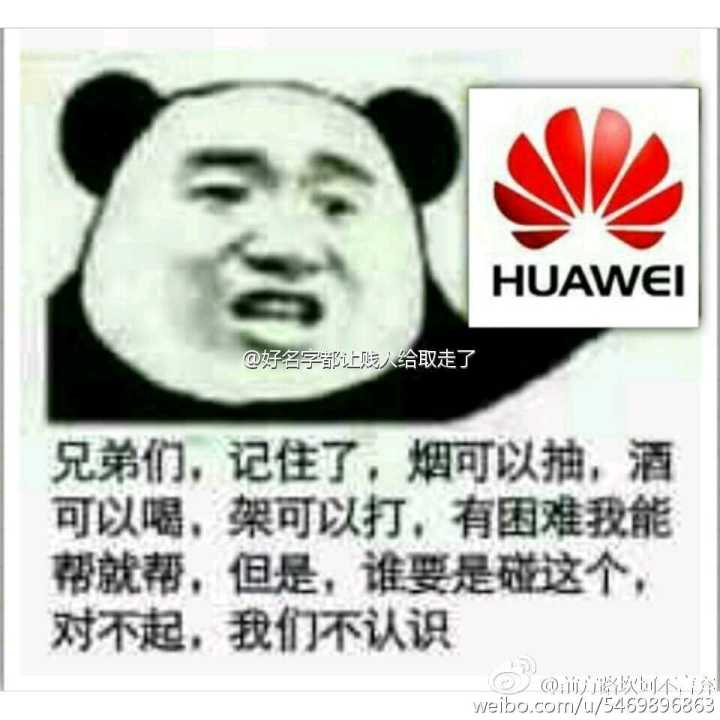 HUAWEI
@好名字都让贱人给取走了
兄弟们，记住了，烟可以抽，酒
可以喝，架可以打，有困难我能
帮就帮，但是，谁要是碰这个，
对不起，我们不认识
weibo.com/u/5469896863